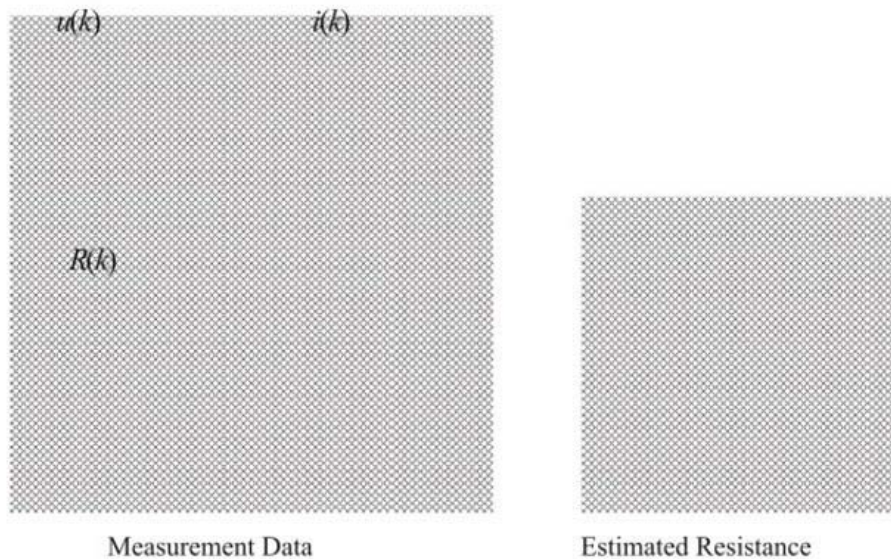 u(k) i(k)
R(k)
Measurement Data Estimated Resistance